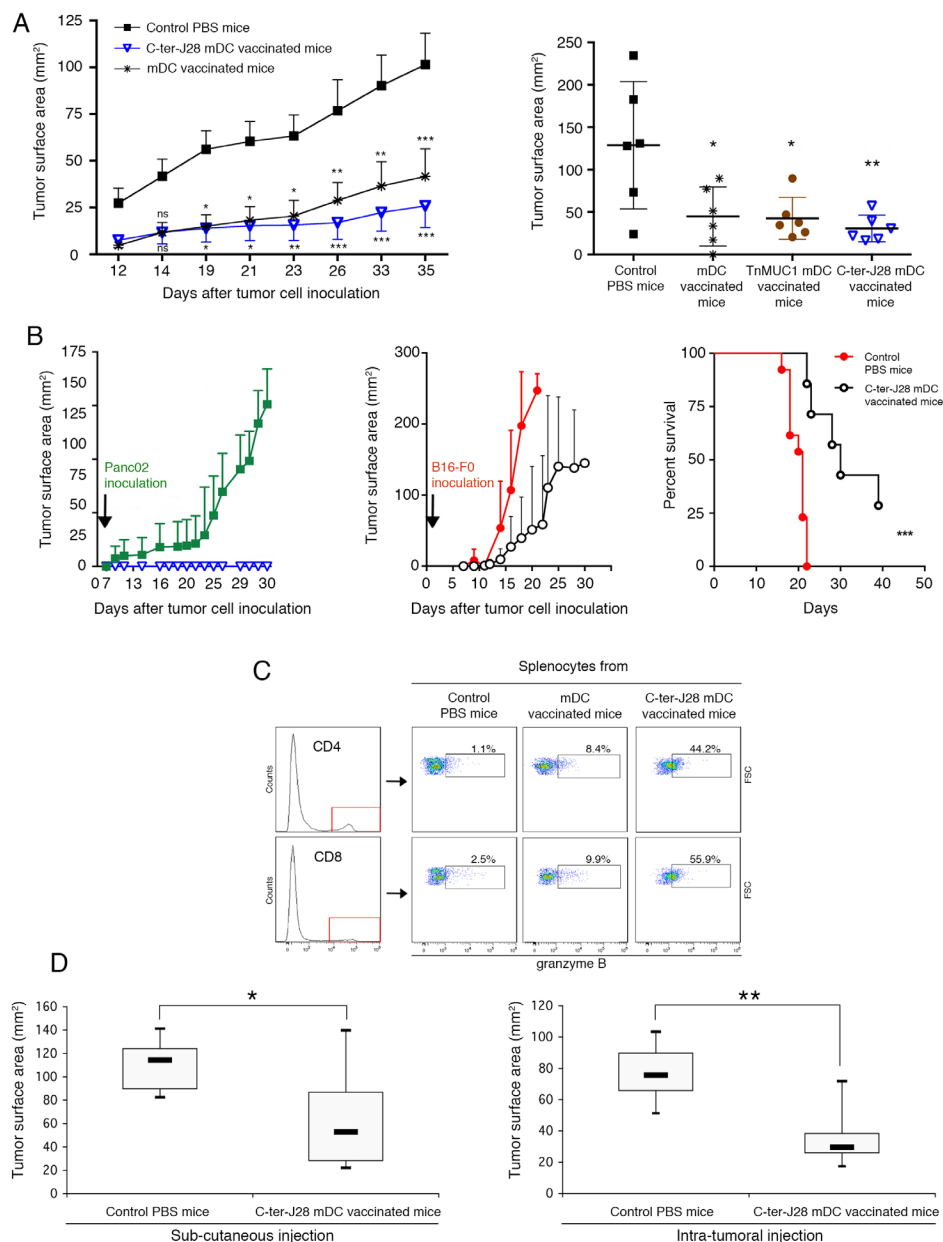 A
Tumor surface area (mm²)
125
100
75
50
25
0
Control PBS mice
C-ter-J28 mDC vaccinated mice
mDC vaccinated mice
ns * * * ** ** ***
ns * * ** *** *** ***
12 14 19 21 23 26 33 35
Days after tumor cell inoculation
Tumor surface area (mm²)
250
200
150
100
50
0
* * **
Control PBS mice
mDC vaccinated mice
TnMUC1 mDC vaccinated mice
C-ter-J28 mDC vaccinated mice
B
Tumor surface area (mm²)
175
150
125
100
75
50
25
0
Panc02
inoculation
0 7 13 16 20 23 26 29 30
Days after tumor cell inoculation
Tumor surface area (mm²)
300
200
100
0
B16-F0
inoculation
0 5 10 15 20 25 30 35
Days after tumor cell inoculation
Percent survival
100
75
50
25
0
Control
PBS mice
C-ter-J28 mDC
vaccinated mice
***
0 10 20 30 40 50
Days
C
Splenocytes from
Control
PBS mice
mDC
vaccinated mice
C-ter-J28 mDC
vaccinated mice
Counts
CD4
1.1%
8.4%
44.2%
FSC
Counts
CD8
2.5%
9.9%
55.9%
FSC
granzyme B
D
Tumor surface area (mm²)
160
140
120
100
80
60
40
20
0
*
Control PBS mice
C-ter-J28 mDC vaccinated mice
Sub-cutaneous injection
Tumor surface area (mm²)
120
100
80
60
40
20
0
**
Control PBS mice
C-ter-J28 mDC vaccinated mice
Intra-tumoral injection